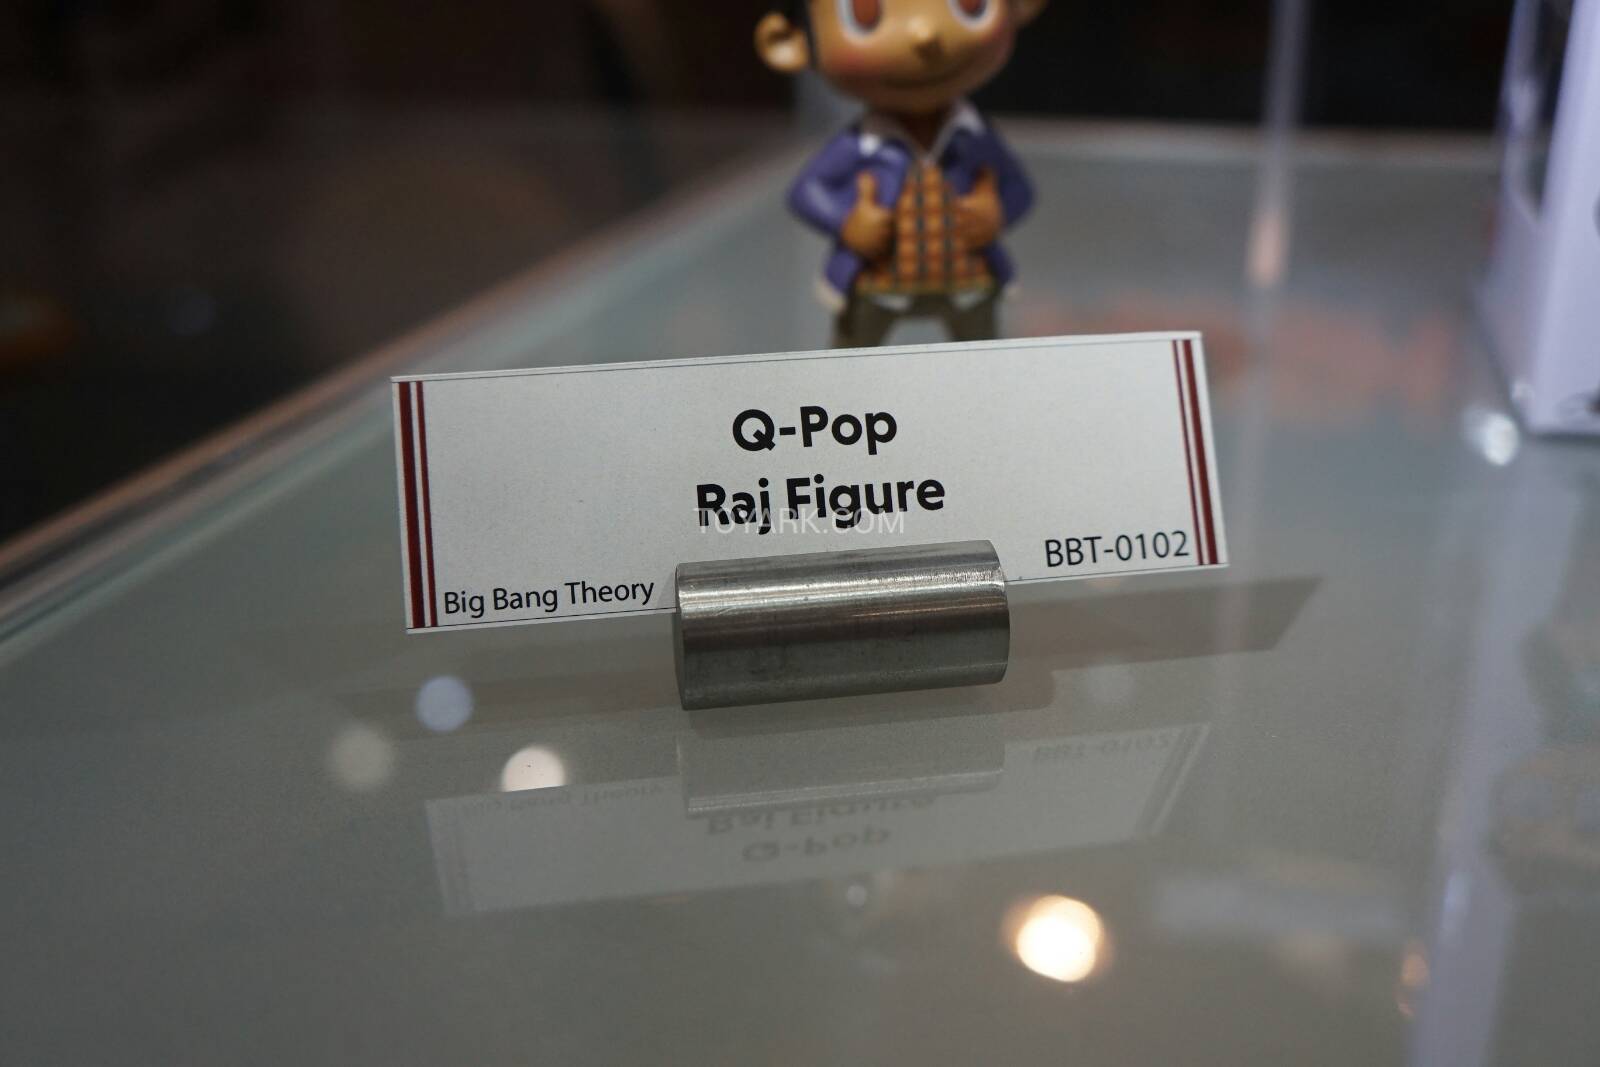 Q-Pop
Raj Figure
TOYARK.COM
Big Bang Theory
BBT-0102